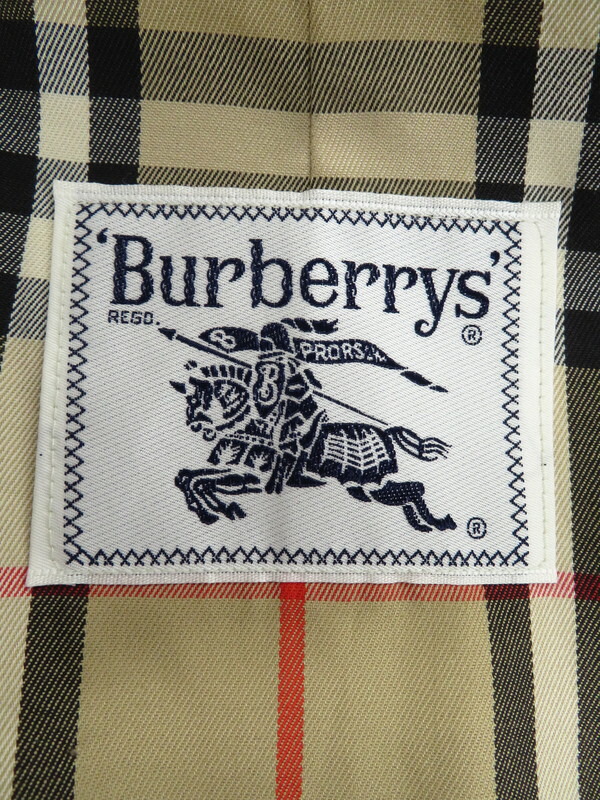 'Burberrys'
REGD.
®
B PRORSUM
B
®